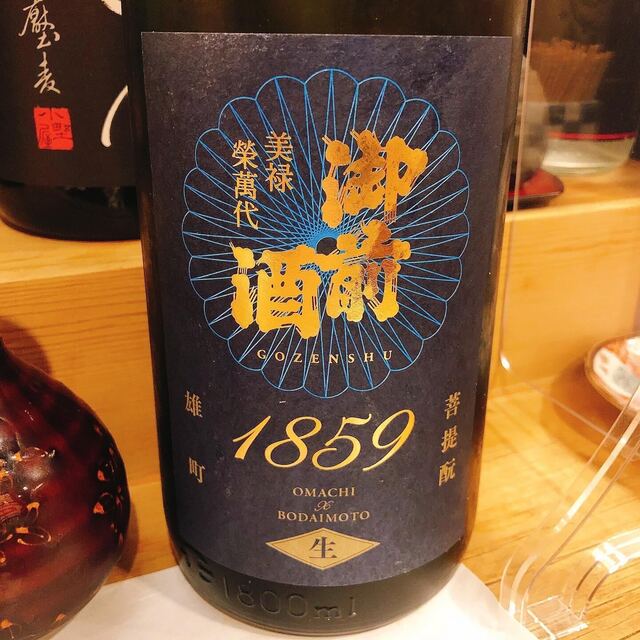 御前酒
美禄
榮萬代
GOZENSHU
1859
雄町
菩提酛
OMACHI
&
BODAIMOTO
生
1800ml